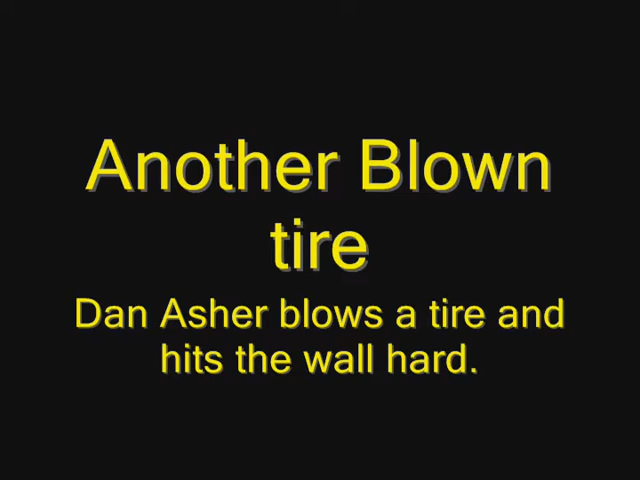 Another Blown
tire
Dan Asher blows a tire and
hits the wall hard.